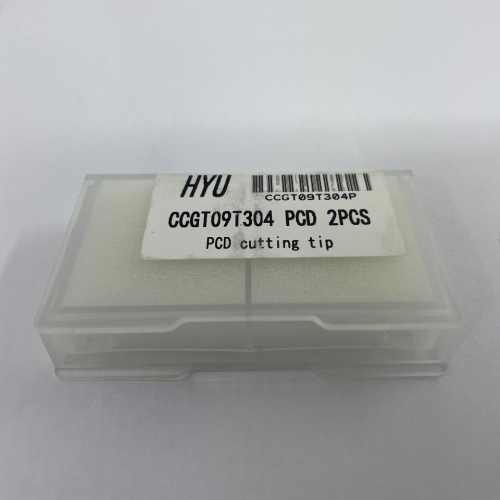 HYU
CCGT09T304P
CCGT09T304 PCD 2PCS
PCD cutting tip